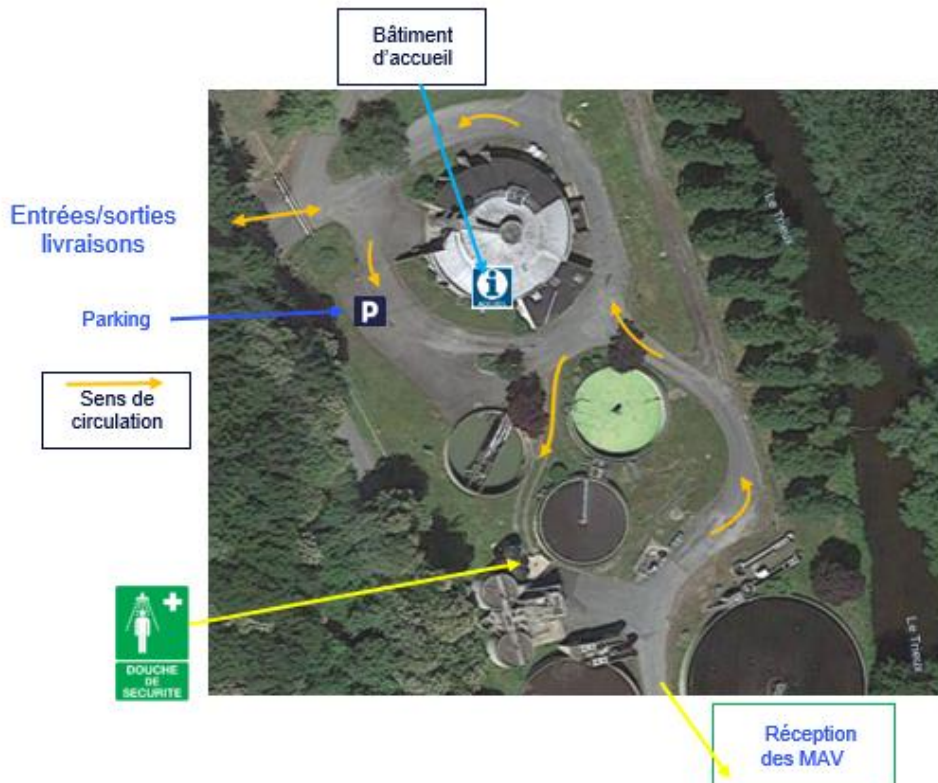 Bâtiment
d'accueil
Entrées/sorties
livraisons
Le Trieux
P
Parking
Sens de
circulation
DOUCHE
DE
SECURITE
Le Trieux
Réception
des MAV